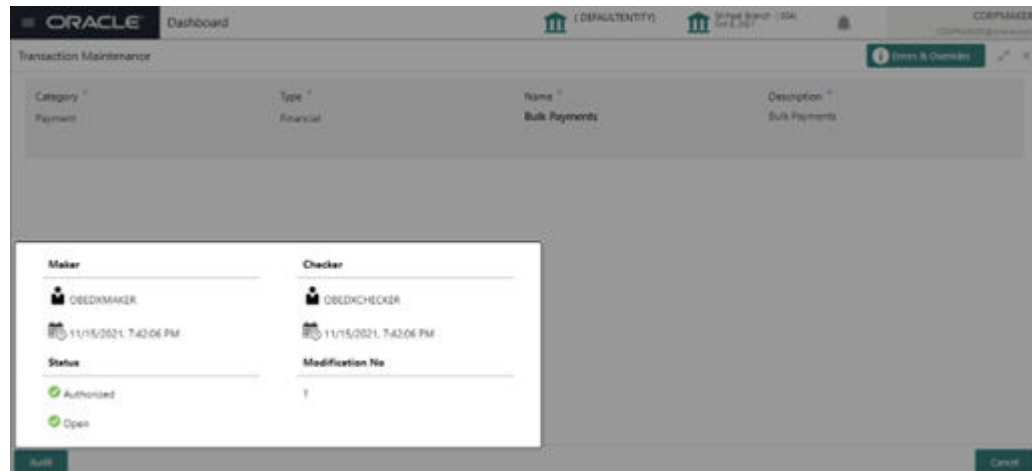 ORACLE Dashboard (DEFAULTENTITY) CORPMAKER
Transaction Maintenance Errors & Overrides
Category * Type * Name * Description *
Payment Financial Bulk Payments Bulk Payments
Maker Checker
OBEDXMAKER OBEDXCHECKER
11/15/2021, 7:42:06 PM 11/15/2021, 7:42:06 PM
Status Modification No
Authorized 1
Open
Audit Cancel